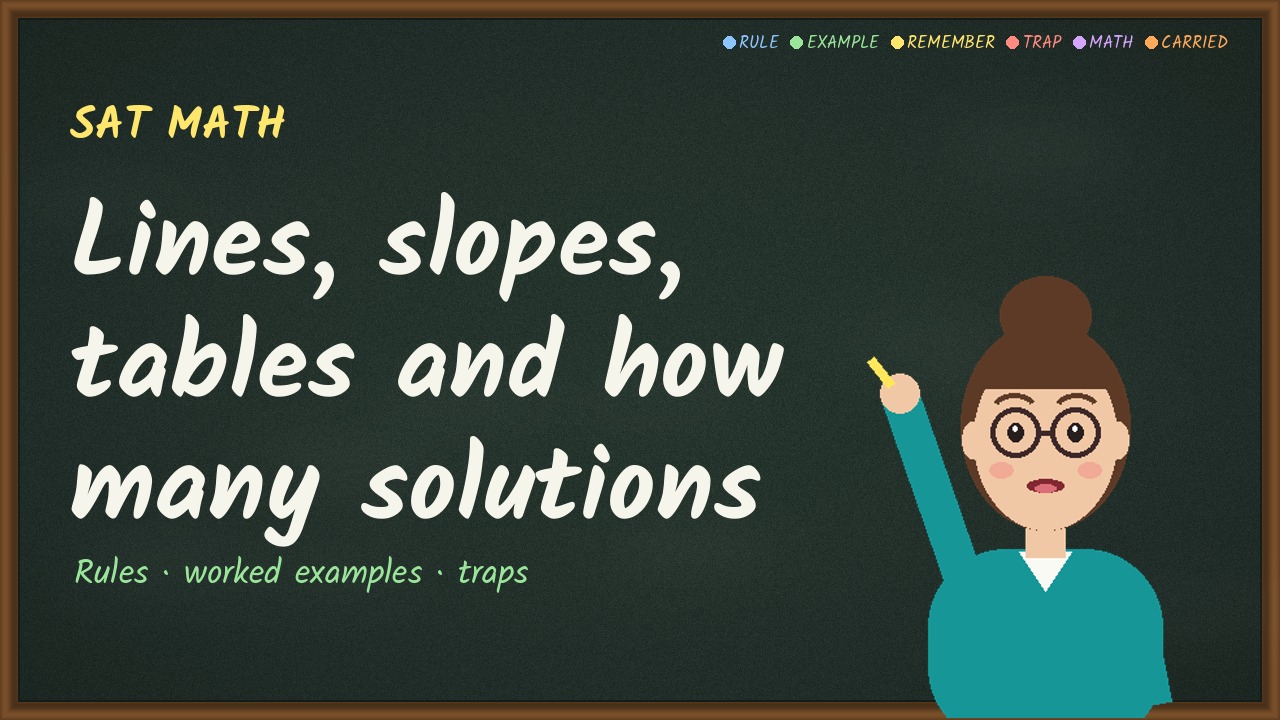 RULE EXAMPLE REMEMBER TRAP MATH CARRIED
SAT MATH
Lines, slopes,
tables and how
many solutions
Rules · worked examples · traps